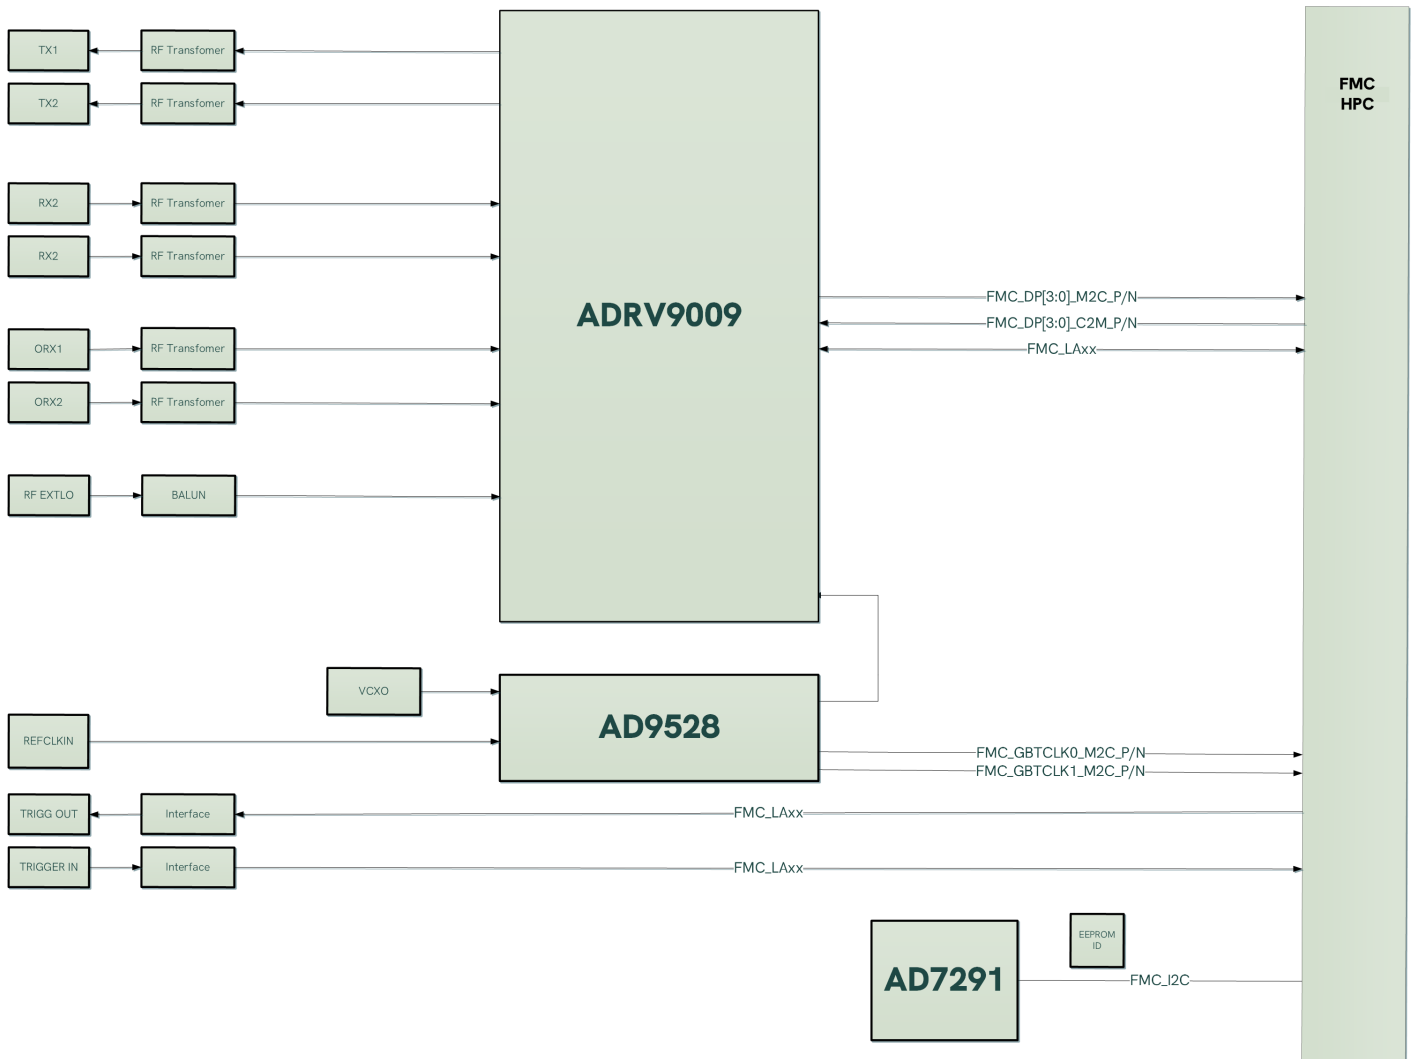 TX1
RF Transfomer
TX2
RF Transfomer
RX2
RF Transfomer
RX2
RF Transfomer
ORX1
RF Transfomer
ORX2
RF Transfomer
RF EXTLO
BALUN
ADRV9009
FMC
HPC
FMC_DP[3:0]_M2C_P/N
FMC_DP[3:0]_C2M_P/N
FMC_LAxx
VCXO
REFCLKIN
AD9528
FMC_GBTCLK0_M2C_P/N
FMC_GBTCLK1_M2C_P/N
TRIGG OUT
Interface
FMC_LAxx
TRIGGER IN
Interface
FMC_LAxx
AD7291
EEPROM
ID
FMC_I2C